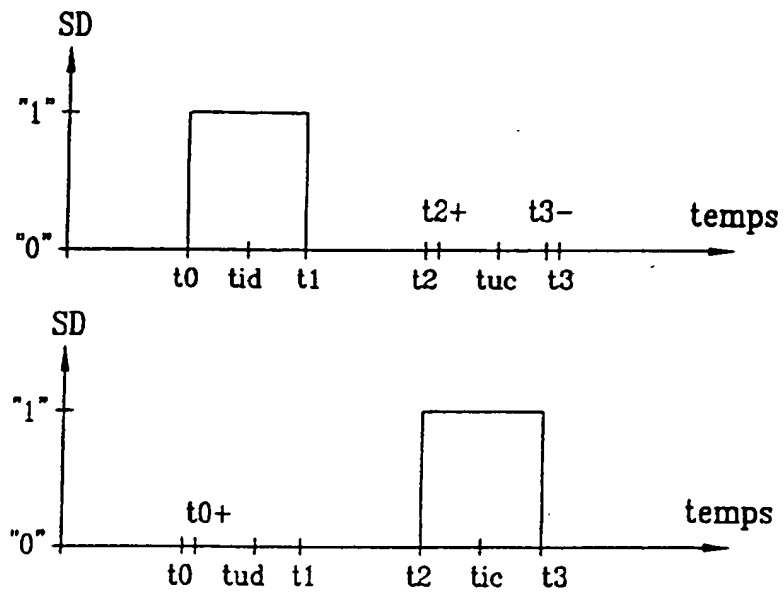 SD
"1"
t2+ t3- temps
"0"
t0 tid t1 t2 tuc t3
SD
"1"
t0+ temps
"0"
t0 tud t1 t2 tic t3